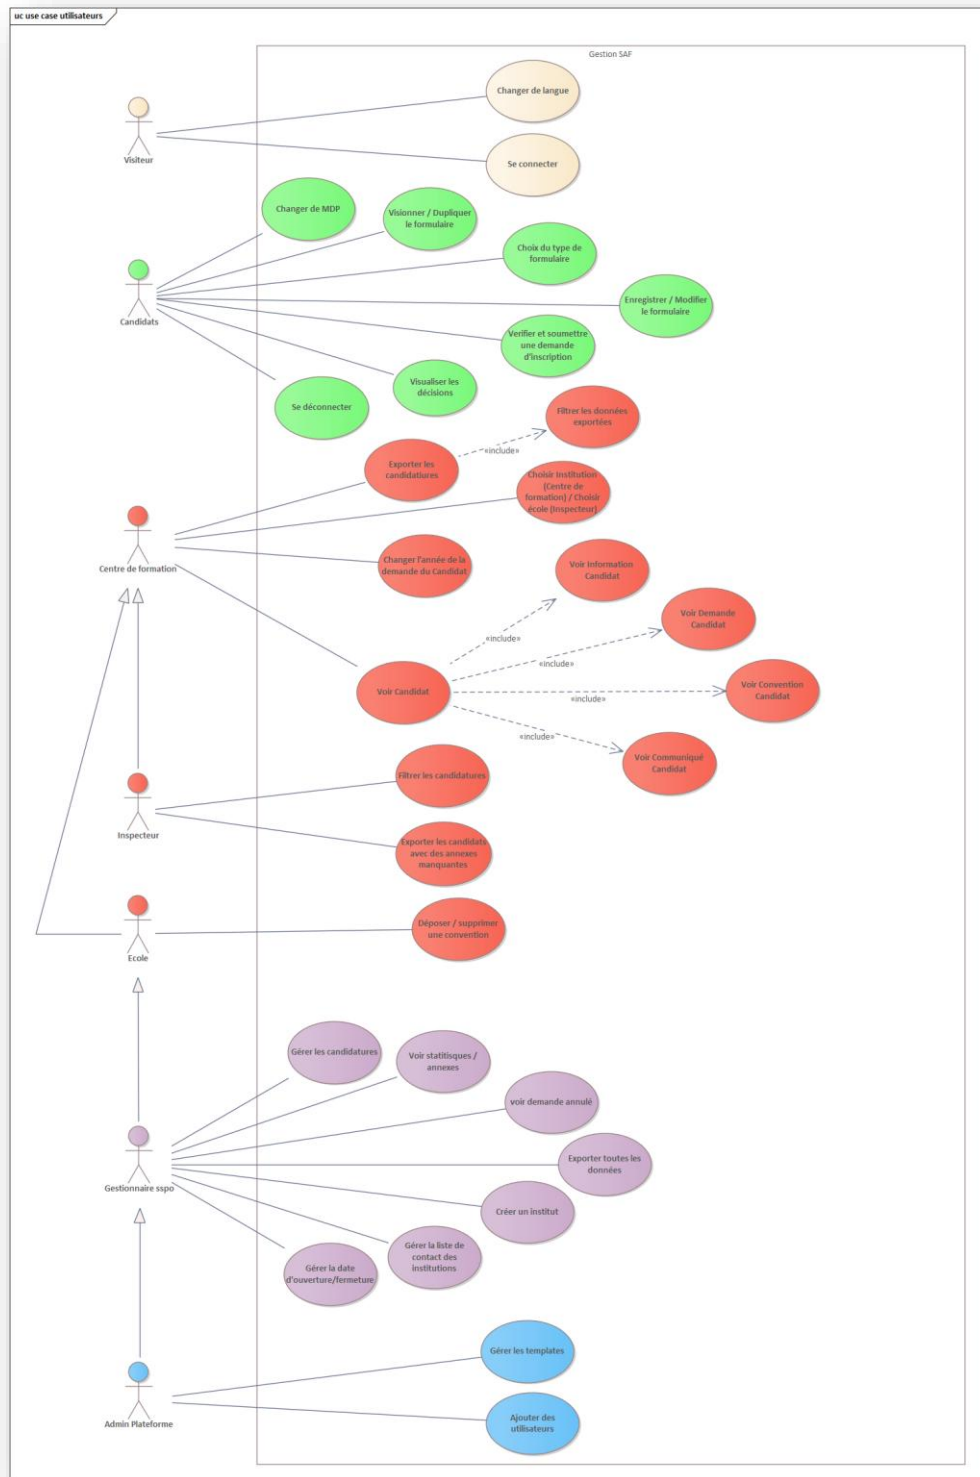 uc use case utilisateurs
Gestion SAF
Changer de langue
Visiteur
Se connecter
Changer de MDP
Visionner / Dupliquer
le formulaire
Choix du type de
formulaire
Candidats
Enregistrer / Modifier
le formulaire
Verifier et soumettre
une demande
d'inscription
Visualiser les
décisions
Se déconnecter
Filtrer les données
exportées
«include»
Exporter les
candidatiures
Choisir Institution
(Centre de
formation) / Choisir
école (Inspecteur)
Centre de formation
Changer l'année de la
demande du Candidat
Voir Information
Candidat
«include»
Voir Demande
Candidat
«include»
Voir Candidat
Voir Convention
Candidat
«include»
«include»
Voir Communiqué
Candidat
Filtrer les candidatures
Inspecteur
Exporter les candidats
avec des annexes
manquantes
Déposer / supprimer
une convention
Ecole
Gérer les candidatures
Voir statitisques /
annexes
voir demande annulé
Gestionnaire sspo
Exporter toutes les
données
Créer un institut
Gérer la liste de
contact des
institutions
Gérer la date
d'ouverture/fermeture
Gérer les templates
Admin Plateforme
Ajouter des
utilisateurs